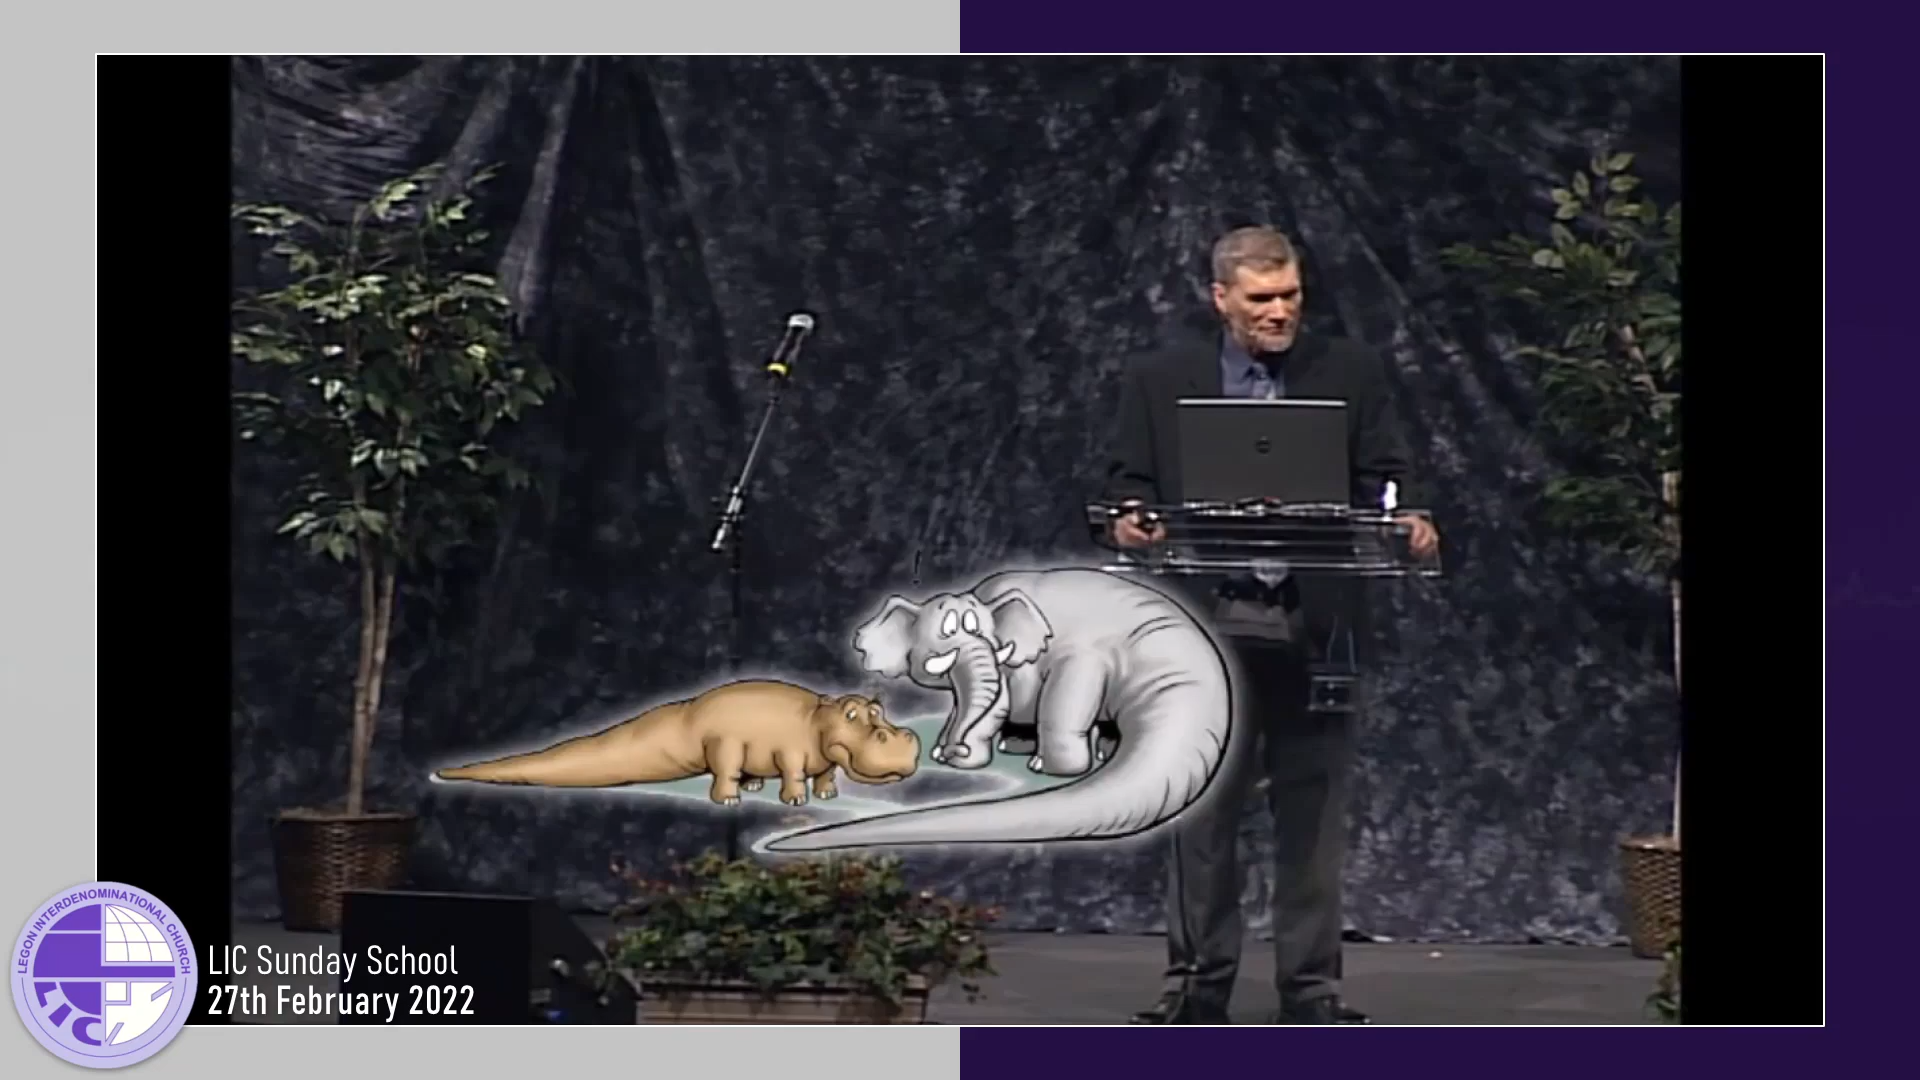 LEGON INTERDENOMINATIONAL CHURCH
LIC
LIC Sunday School
27th February 2022